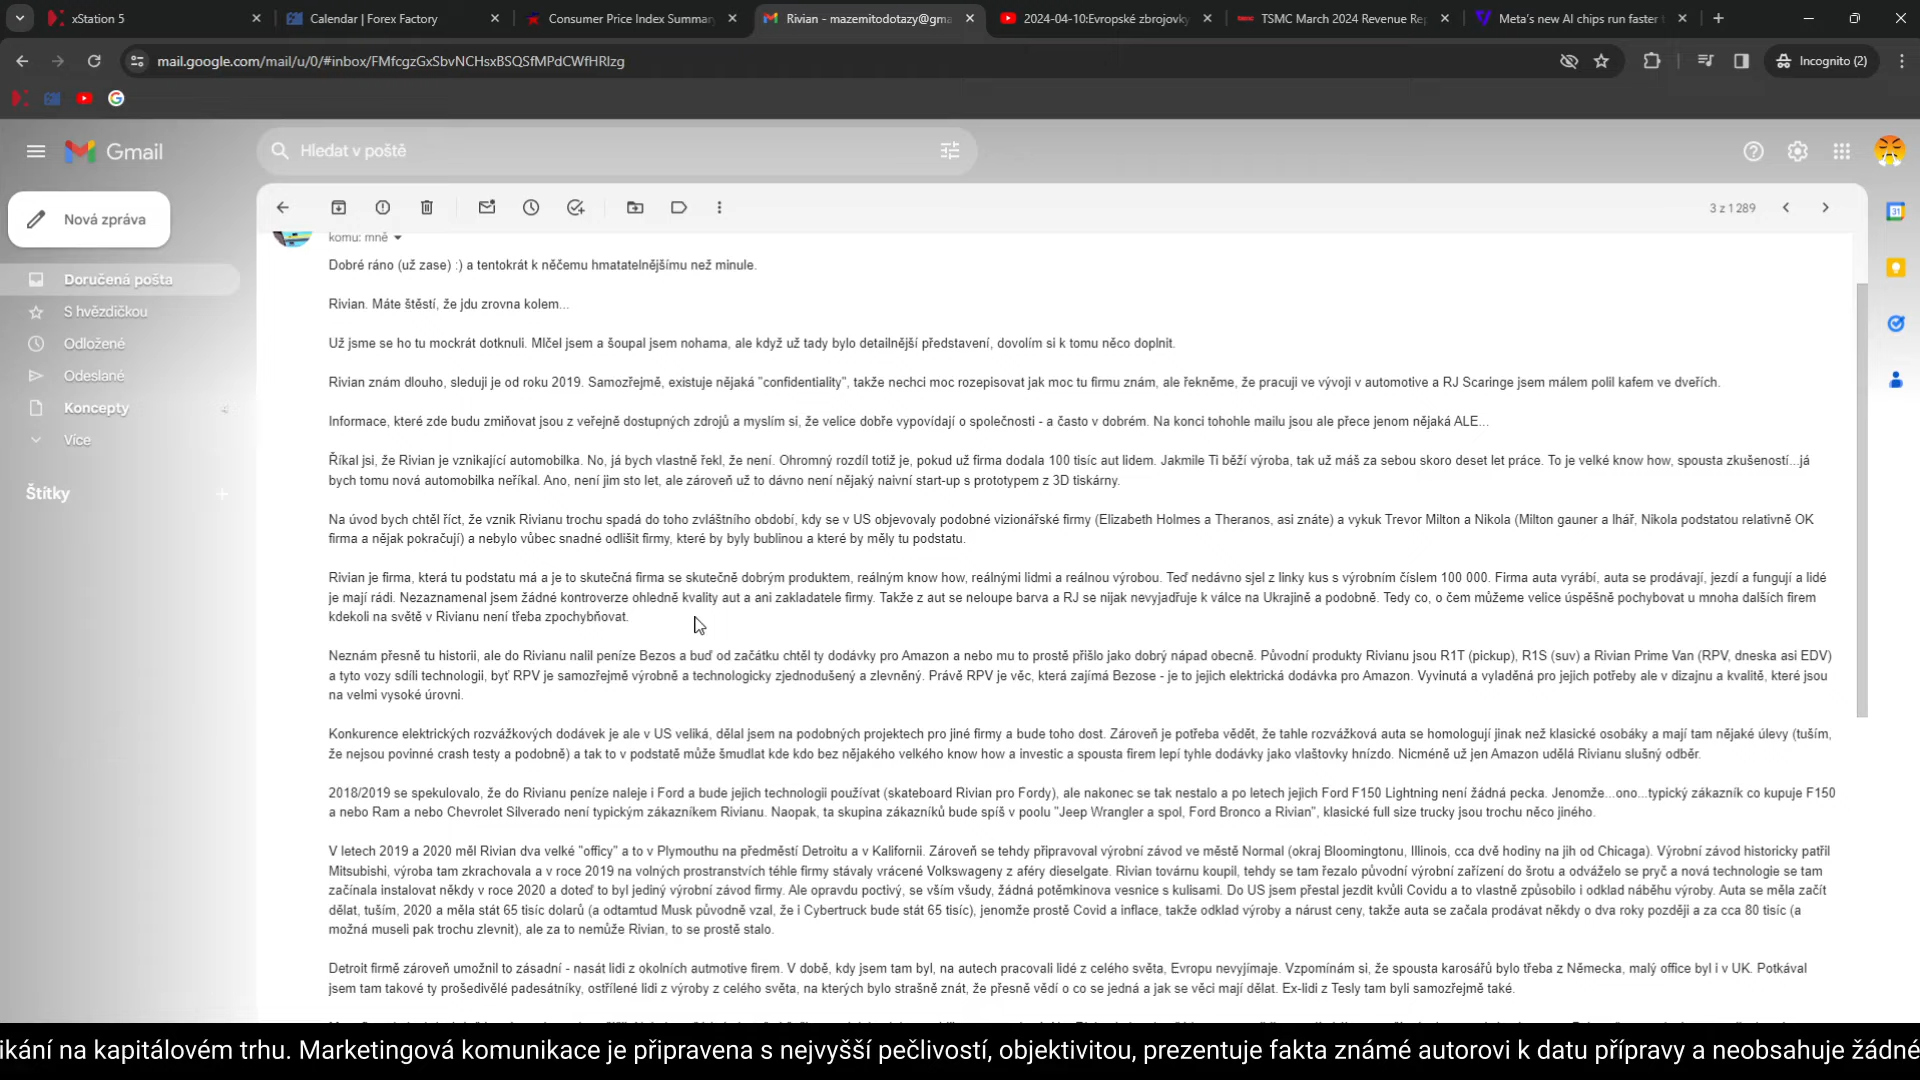 xStation 5
Calendar | Forex Factory
Consumer Price Index Summar
Rivian - mazemitodotazy@gma
2024-04-10:Evropské zbrojovky
TSMC March 2024 Revenue Re
Meta's new AI chips run faster
mail.google.com/mail/u/0/#inbox/FMfcgzGxSbvNCHsxBSQSfMPdCWfHRlzg
Incognito (2)
Gmail
Hledat v poště
Nová zpráva
3 z 1 289
Doručená pošta
S hvězdičkou
Odložené
Odeslané
Koncepty
Více
Štítky
komu: mně
Dobré ráno (už zase) :) a tentokrát k něčemu hmatatelnějšímu než minule.
Rivian. Máte štěstí, že jdu zrovna kolem...
Už jsme se ho tu mockrát dotknuli. Mlčel jsem a šoupal jsem nohama, ale když už tady bylo detailnější představení, dovolím si k tomu něco doplnit.
Rivian znám dlouho, sleduji je od roku 2019. Samozřejmě, existuje nějaká "confidentiality", takže nechci moc rozepisovat jak moc tu firmu znám, ale řekněme, že pracuji ve vývoji v automotive a RJ Scaringe jsem málem polil kafem ve dveřích.
Informace, které zde budu zmiňovat jsou z veřejně dostupných zdrojů a myslím si, že velice dobře vypovídají o společnosti - a často v dobrém. Na konci tohohle mailu jsou ale přece jenom nějaká ALE...
Říkal jsi, že Rivian je vznikající automobilka. No, já bych vlastně řekl, že není. Ohromný rozdíl totiž je, pokud už firma dodala 100 tisíc aut lidem. Jakmile Ti běží výroba, tak už máš za sebou skoro deset let práce. To je velké know how, spousta zkušeností...já
bych tomu nová automobilka neříkal. Ano, není jim sto let, ale zároveň už to dávno není nějaký naivní start-up s prototypem z 3D tiskárny.
Na úvod bych chtěl říct, že vznik Rivianu trochu spadá do toho zvláštního období, kdy se v US objevovaly podobné vizionářské firmy (Elizabeth Holmes a Theranos, asi znáte) a vykuk Trevor Milton a Nikola (Milton gauner a lhář, Nikola podstatou relativně OK
firma a nějak pokračují) a nebylo vůbec snadné odlišit firmy, které by byly bublinou a které by měly tu podstatu.
Rivian je firma, která tu podstatu má a je to skutečná firma se skutečně dobrým produktem, reálným know how, reálnými lidmi a reálnou výrobou. Teď nedávno sjel z linky kus s výrobním číslem 100 000. Firma auta vyrábí, auta se prodávají, jezdí a fungují a lidé
je mají rádi. Nezaznamenal jsem žádné kontroverze ohledně kvality aut a ani zakladatele firmy. Takže z aut se neloupe barva a RJ se nijak nevyjadřuje k válce na Ukrajině a podobně. Tedy co, o čem můžeme velice úspěšně pochybovat u mnoha dalších firem
kdekoli na světě v Rivianu není třeba zpochybňovat.
Neznám přesně tu historii, ale do Rivianu nalil peníze Bezos a buď od začátku chtěl ty dodávky pro Amazon a nebo mu to prostě přišlo jako dobrý nápad obecně. Původní produkty Rivianu jsou R1T (pickup), R1S (suv) a Rivian Prime Van (RPV, dneska asi EDV)
a tyto vozy sdíli technologii, byť RPV je samozřejmě výrobně a technologicky zjednodušený a zlevněný. Právě RPV je věc, která zajímá Bezose - je to jejich elektrická dodávka pro Amazon. Vyvinutá a vyladěná pro jejich potřeby ale v dizajnu a kvalitě, které jsou
na velmi vysoké úrovni.
Konkurence elektrických rozvážkových dodávek je ale v US veliká, dělal jsem na podobných projektech pro jiné firmy a bude toho dost. Zároveň je potřeba vědět, že tahle rozvážková auta se homologují jinak než klasické osobáky a mají tam nějaké úlevy (tuším,
že nejsou povinné crash testy a podobně) a tak to v podstatě může šmudlat kde kdo bez nějakého velkého know how a investic a spousta firem lepí tyhle dodávky jako vlaštovky hnízdo. Nicméně už jen Amazon udělá Rivianu slušný odběr.
2018/2019 se spekulovalo, že do Rivianu peníze naleje i Ford a bude jejich technologii používat (skateboard Rivian pro Fordy), ale nakonec se tak nestalo a po letech jejich Ford F150 Lightning není žádná pecka. Jenomže...ono...typický zákazník co kupuje F150
a nebo Ram a nebo Chevrolet Silverado není typickým zákazníkem Rivianu. Naopak, ta skupina zákazníků bude spíš v poolu "Jeep Wrangler a spol, Ford Bronco a Rivian", klasické full size trucky jsou trochu něco jiného.
V letech 2019 a 2020 měl Rivian dva velké "officy" a to v Plymouthu na předměstí Detroitu a v Kalifornii. Zároveň se tehdy připravoval výrobní závod ve městě Normal (okraj Bloomingtonu, Illinois, cca dvě hodiny na jih od Chicaga). Výrobní závod historicky patřil
Mitsubishi, výroba tam zkrachovala a v roce 2019 na volných prostranstvích téhle firmy stávaly vrácené Volkswageny z aféry dieselgate. Rivian továrnu koupil, tehdy se tam řezalo původní výrobní zařízení do šrotu a odváželo se pryč a nová technologie se tam
začínala instalovat někdy v roce 2020 a doteď to byl jediný výrobní závod firmy. Ale opravdu poctivý, se vším všudy, žádná potěmkinova vesnice s kulisami. Do US jsem přestal jezdit kvůli Covidu a to vlastně způsobilo i odklad náběhu výroby. Auta se měla začít
dělat, tuším, 2020 a měla stát 65 tisíc dolarů (a odtamtud Musk původně vzal, že i Cybertruck bude stát 65 tisíc), jenomže prostě Covid a inflace, takže odklad výroby a nárust ceny, takže auta se začala prodávat někdy o dva roky později a za cca 80 tisíc (a
možná museli pak trochu zlevnit), ale za to nemůže Rivian, to se prostě stalo.
Detroit firmě zároveň umožnil to zásadní - nasát lidi z okolních autmotive firem. V době, kdy jsem tam byl, na autech pracovali lidé z celého světa, Evropu nevyjímaje. Vzpomínám si, že spousta karosářů bylo třeba z Německa, malý office byl i v UK. Potkával
jsem tam takové ty prošedivělé padesátníky, ostřílené lidi z výroby z celého světa, na kterých bylo strašně znát, že přesně vědí o co se jedná a jak se věci mají dělat. Ex-lidi z Tesly tam byli samozřejmě také.
ikání na kapitálovém trhu. Marketingová komunikace je připravena s nejvyšší pečlivostí, objektivitou, prezentuje fakta známé autorovi k datu přípravy a neobsahuje žádné